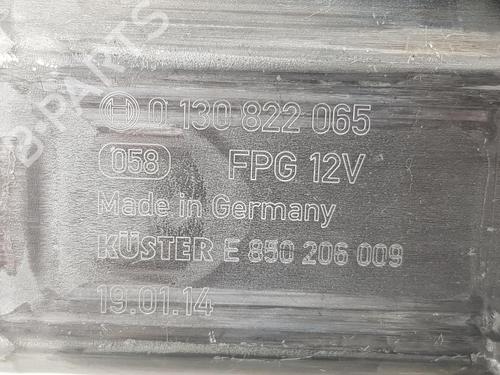 0 130 822 065
058 FPG 12V
Made in Germany
KÜSTER E 850 206 009
19.01.14
B-PARTS